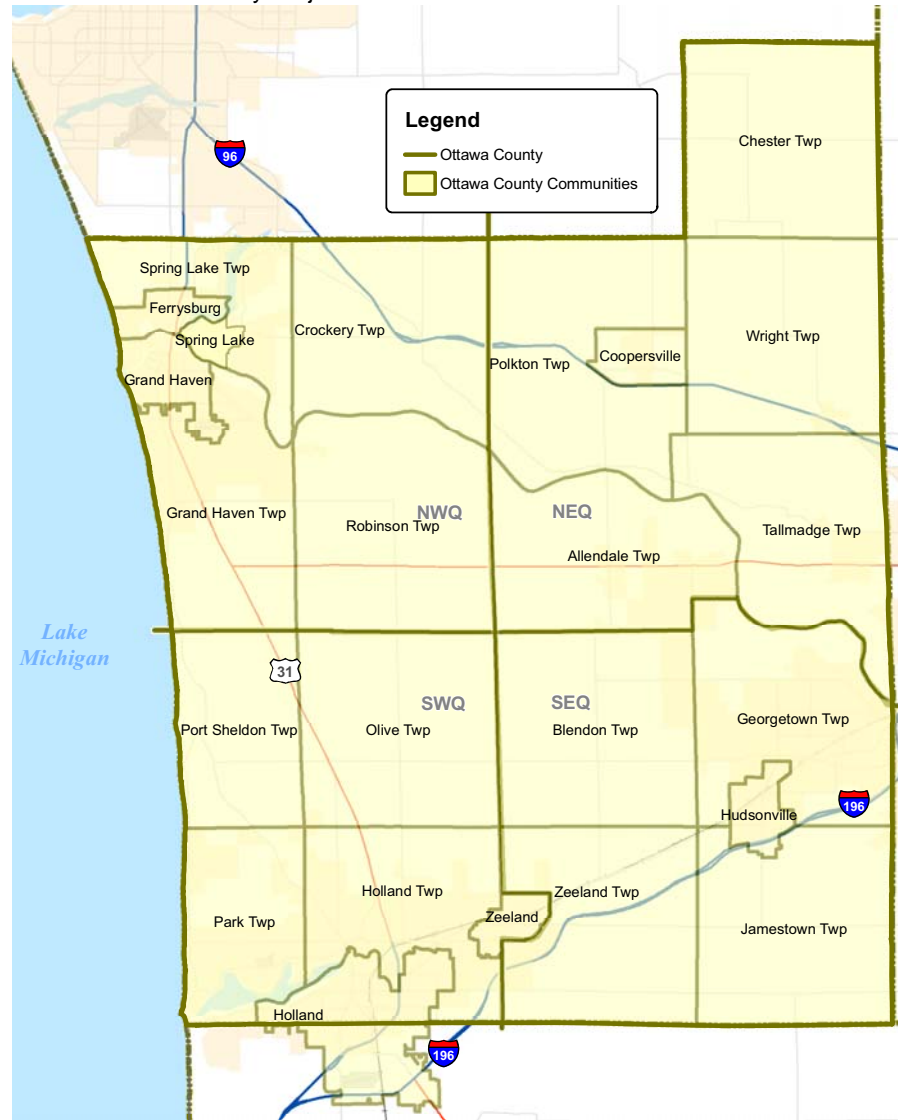 96
Legend
Ottawa County
Ottawa County Communities
Chester Twp
Spring Lake Twp
Ferrysburg
Spring Lake
Crockery Twp
Grand Haven
Polkton Twp
Coopersville
Wright Twp
Grand Haven Twp
Robinson Twp
NWQ
NEQ
Allendale Twp
Tallmadge Twp
Lake
Michigan
31
SWQ
SEQ
Port Sheldon Twp
Olive Twp
Blendon Twp
Georgetown Twp
196
Hudsonville
Park Twp
Holland Twp
Zeeland
Zeeland Twp
Jamestown Twp
Holland
196